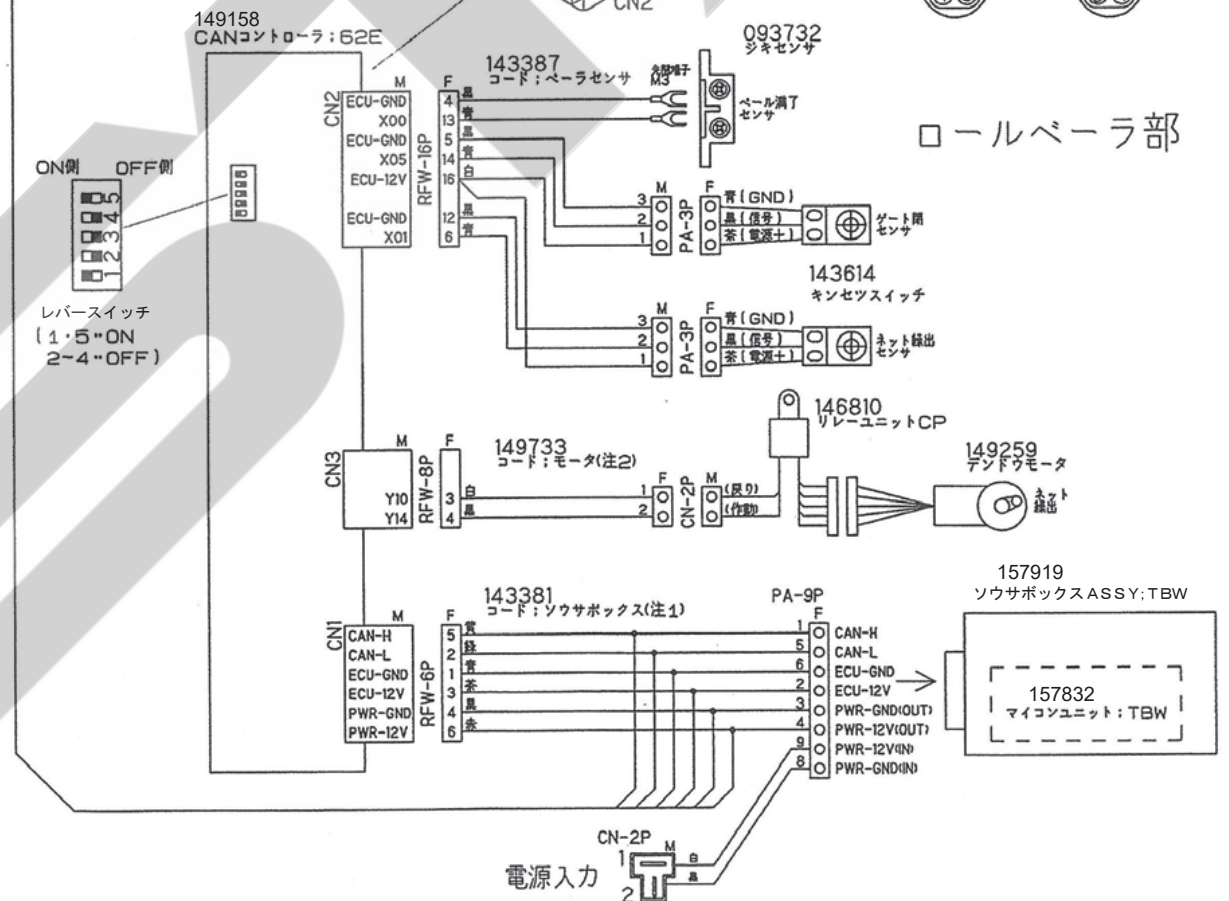 CN2
149158
CANコントローラ;62E
093732
ジキセンサ
143387
コード;ベーラセンサ
M3
ベール満了
センサ
ロールベーラ部
CN2
M
ECU-GND
X00
ECU-GND
X05
ECU-12V
ECU-GND
X01
RFW-16P
F
4 黒
13 青
5 黒
14 青
16 白
12 黒
6 青
ON側 OFF側
5
4
3
2
1
レバースイッチ
(1・5‥ON
2~4‥OFF)
M
3
2
1
PA-3P
F
青(GND)
黒(信号)
茶(電源+)
ゲート閉
センサ
143614
キンセツスイッチ
M
3
2
1
PA-3P
F
青(GND)
黒(信号)
茶(電源+)
ネット繰出
センサ
146810
リレーユニットCP
149259
デンドウモータ
ネット
繰出
CN3
M
Y10
Y14
RFW-8P
F
3 白
4 黒
149733
コード;モータ(注2)
F
1
2
CN-2P
M
(戻り)
(作動)
157919
ソウサボックスASSY;TBW
157832
マイコンユニット;TBW
143381
コード;ソウサボックス(注1)
CN1
M
CAN-H
CAN-L
ECU-GND
ECU-12V
PWR-GND
PWR-12V
RFW-6P
F
5 黄
2 緑
1 青
3 茶
4 黒
6 赤
PA-9P
F
1 CAN-H
5 CAN-L
6 ECU-GND
2 ECU-12V
3 PWR-GND(OUT)
4 PWR-12V(OUT)
9 PWR-12V(IN)
8 PWR-GND(IN)
CN-2P
M
1 白
2 黒
電源入力